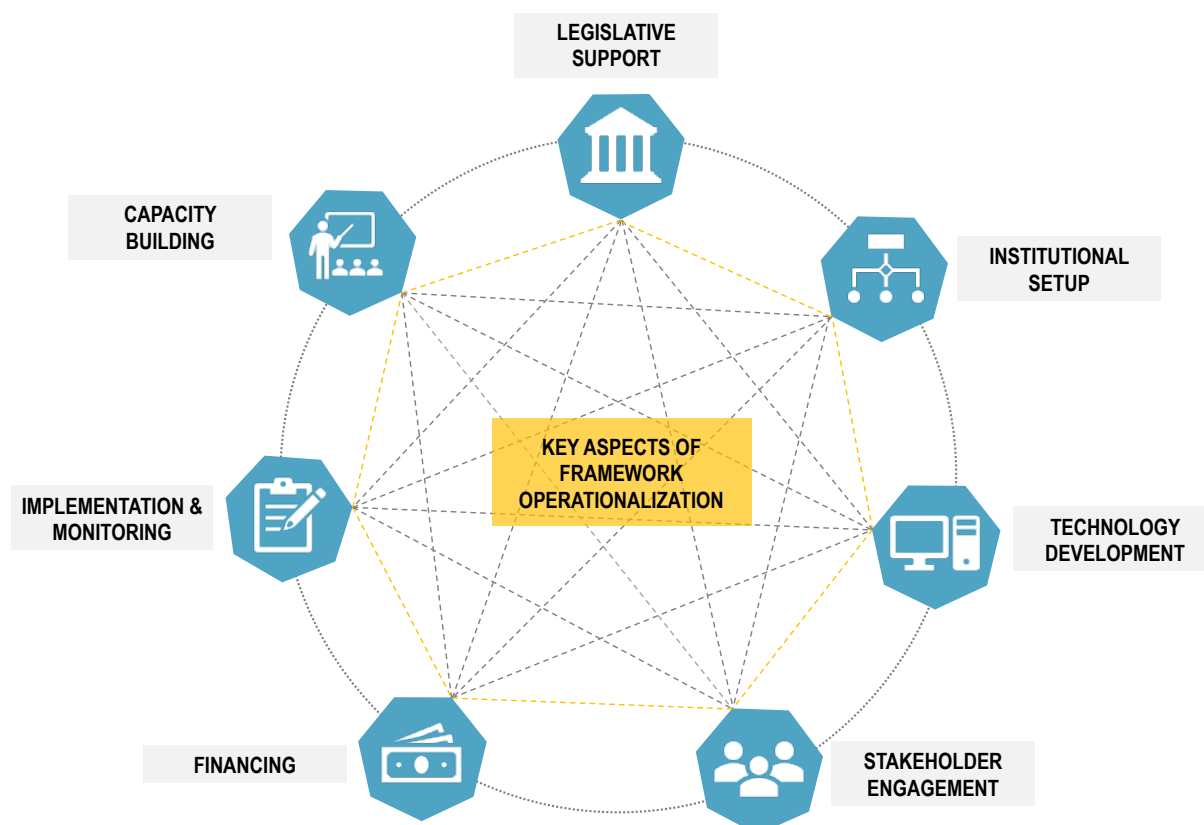 LEGISLATIVE
SUPPORT
CAPACITY
BUILDING
INSTITUTIONAL
SETUP
KEY ASPECTS OF
FRAMEWORK
OPERATIONALIZATION
IMPLEMENTATION &
MONITORING
TECHNOLOGY
DEVELOPMENT
FINANCING
STAKEHOLDER
ENGAGEMENT